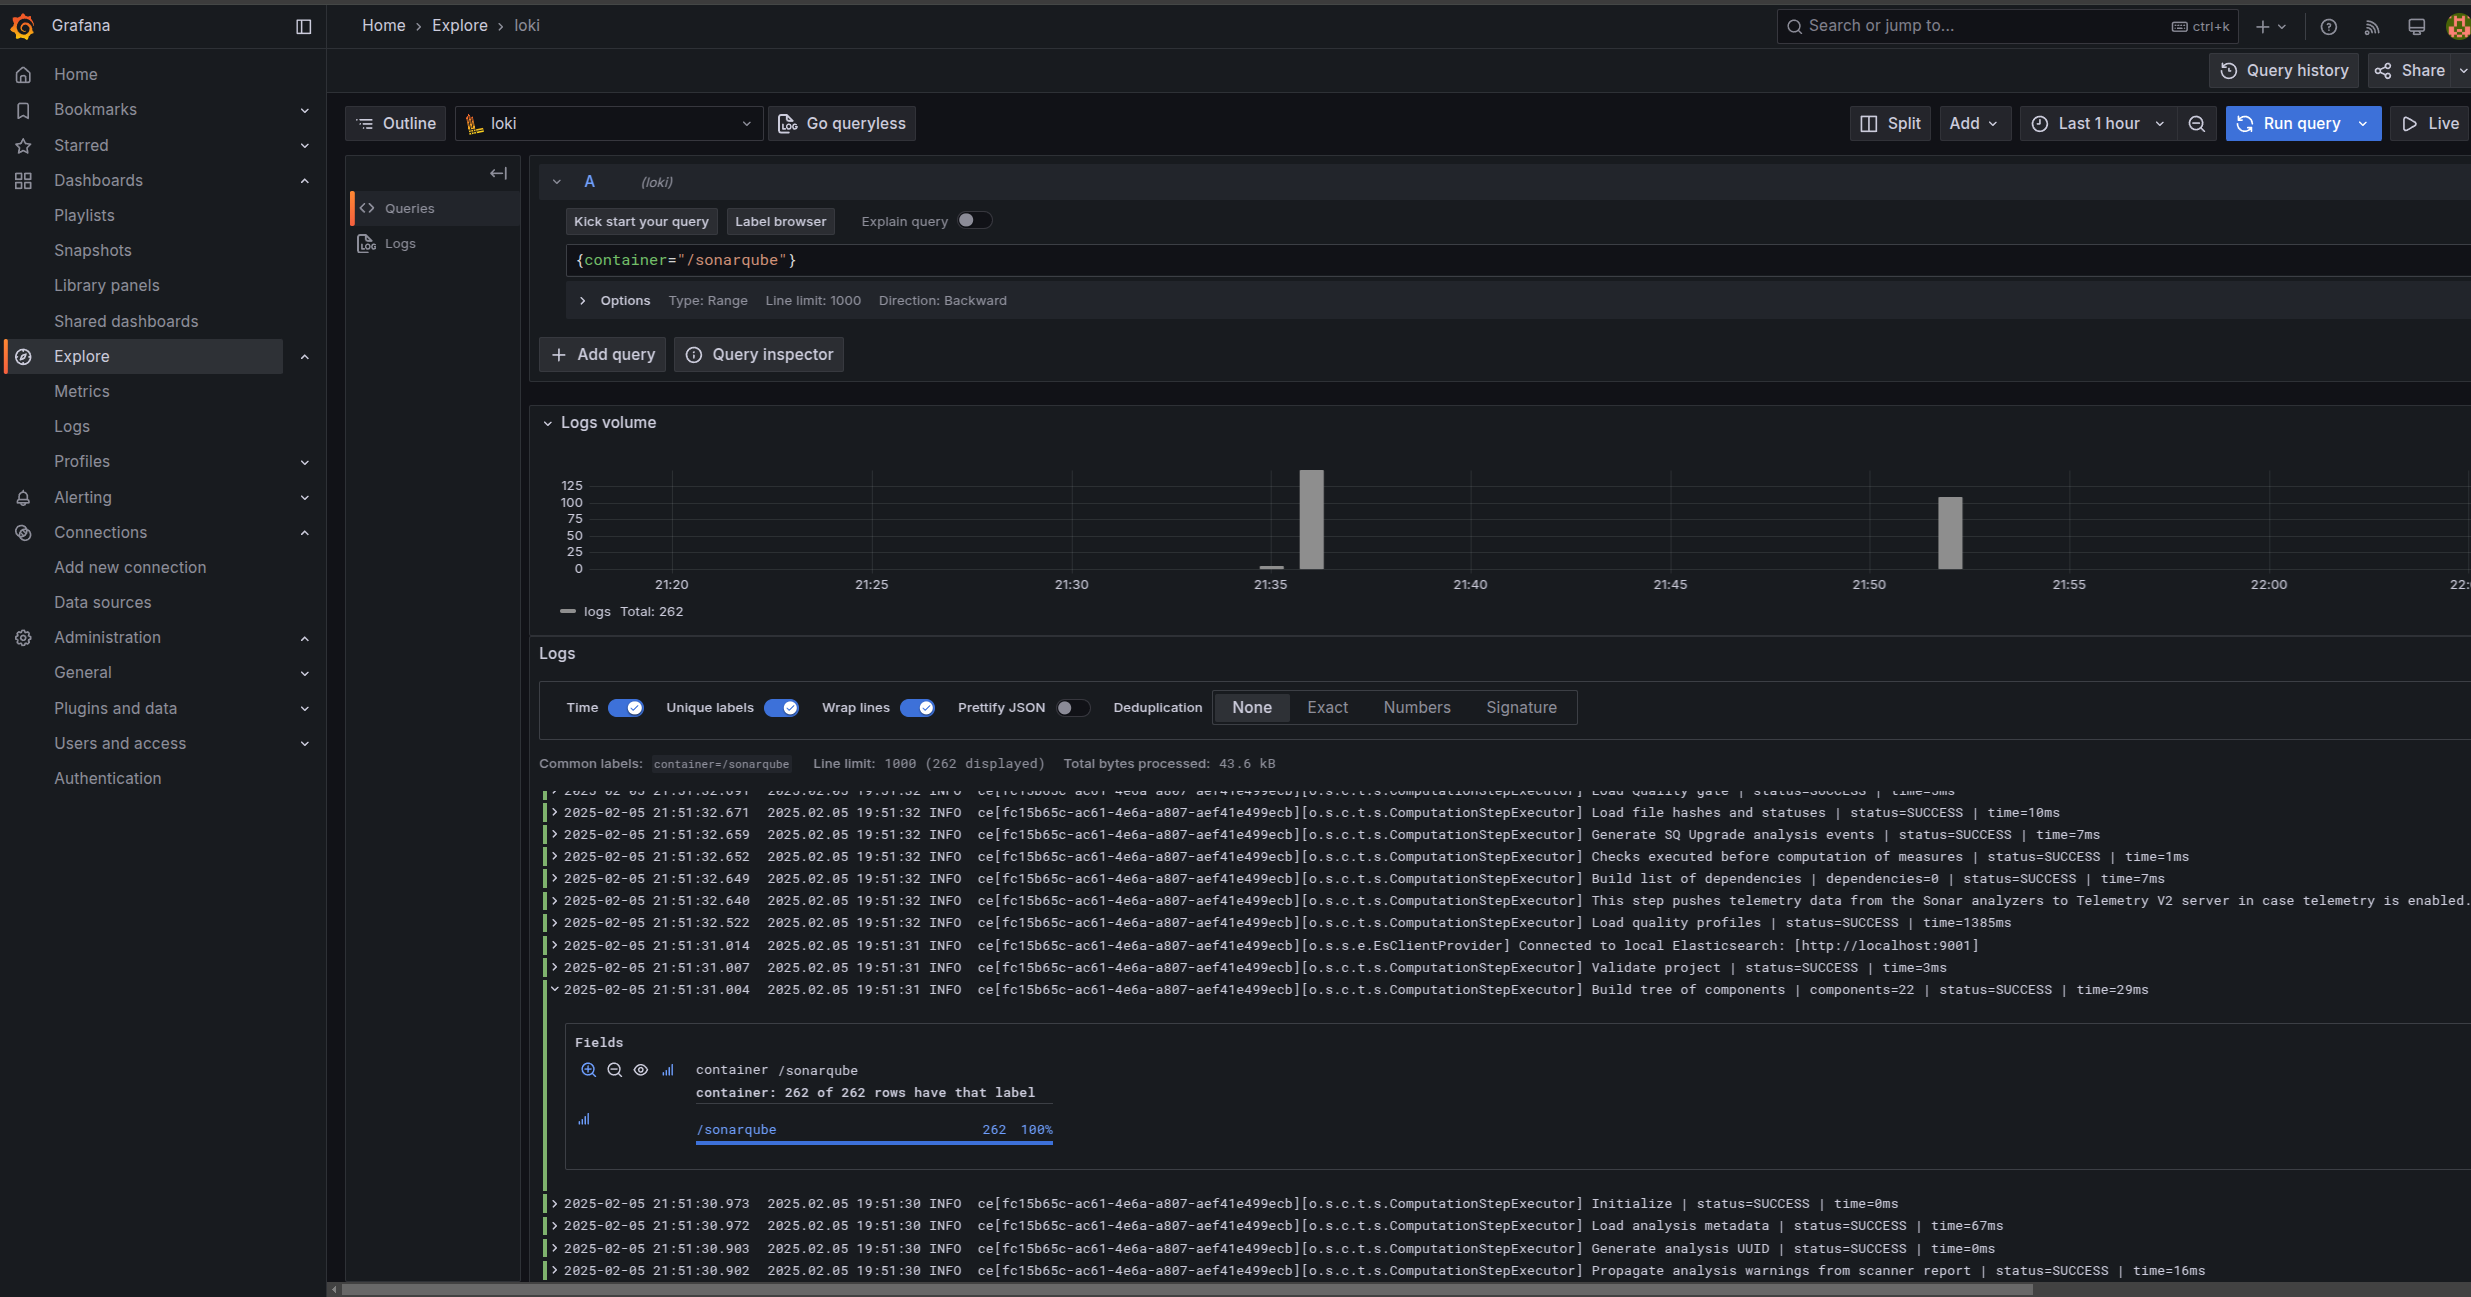 Grafana
Home › Explore › loki
Search or jump to...
ctrl+k
Home
Bookmarks
Starred
Dashboards
Playlists
Snapshots
Library panels
Shared dashboards
Explore
Metrics
Logs
Profiles
Alerting
Connections
Add new connection
Data sources
Administration
General
Plugins and data
Users and access
Authentication
Query history
Share
Outline
loki
LOG Go queryless
Split
Add
Last 1 hour
Run query
Live
Queries
LOG Logs
A (loki)
Kick start your query
Label browser
Explain query
{container="/sonarqube"}
Options Type: Range Line limit: 1000 Direction: Backward
Add query
Query inspector
Logs volume
125
100
75
50
25
0
21:20 21:25 21:30 21:35 21:40 21:45 21:50 21:55 22:00
logs Total: 262
Logs
Time Unique labels Wrap lines Prettify JSON Deduplication None Exact Numbers Signature
Common labels: container=/sonarqube Line limit: 1000 (262 displayed) Total bytes processed: 43.6 kB
2025-02-05 21:51:32.691 2025.02.05 19:51:32 INFO ce[fc15b65c-ac61-4e6a-a807-aef41e499ecb][o.s.c.t.s.ComputationStepExecutor] Load Quality gate | status=SUCCESS |
2025-02-05 21:51:32.671 2025.02.05 19:51:32 INFO ce[fc15b65c-ac61-4e6a-a807-aef41e499ecb][o.s.c.t.s.ComputationStepExecutor] Load file hashes and statuses | status=SUCCESS | time=10ms
2025-02-05 21:51:32.659 2025.02.05 19:51:32 INFO ce[fc15b65c-ac61-4e6a-a807-aef41e499ecb][o.s.c.t.s.ComputationStepExecutor] Generate SQ Upgrade analysis events | status=SUCCESS | time=7ms
2025-02-05 21:51:32.652 2025.02.05 19:51:32 INFO ce[fc15b65c-ac61-4e6a-a807-aef41e499ecb][o.s.c.t.s.ComputationStepExecutor] Checks executed before computation of measures | status=SUCCESS | time=1ms
2025-02-05 21:51:32.649 2025.02.05 19:51:32 INFO ce[fc15b65c-ac61-4e6a-a807-aef41e499ecb][o.s.c.t.s.ComputationStepExecutor] Build list of dependencies | dependencies=0 | status=SUCCESS | time=7ms
2025-02-05 21:51:32.640 2025.02.05 19:51:32 INFO ce[fc15b65c-ac61-4e6a-a807-aef41e499ecb][o.s.c.t.s.ComputationStepExecutor] This step pushes telemetry data from the Sonar analyzers to Telemetry V2 server in case telemetry is enabled.
2025-02-05 21:51:32.522 2025.02.05 19:51:32 INFO ce[fc15b65c-ac61-4e6a-a807-aef41e499ecb][o.s.c.t.s.ComputationStepExecutor] Load quality profiles | status=SUCCESS | time=1385ms
2025-02-05 21:51:31.014 2025.02.05 19:51:31 INFO ce[fc15b65c-ac61-4e6a-a807-aef41e499ecb][o.s.s.e.EsClientProvider] Connected to local Elasticsearch: [http://localhost:9001]
2025-02-05 21:51:31.007 2025.02.05 19:51:31 INFO ce[fc15b65c-ac61-4e6a-a807-aef41e499ecb][o.s.c.t.s.ComputationStepExecutor] Validate project | status=SUCCESS | time=3ms
2025-02-05 21:51:31.004 2025.02.05 19:51:31 INFO ce[fc15b65c-ac61-4e6a-a807-aef41e499ecb][o.s.c.t.s.ComputationStepExecutor] Build tree of components | components=22 | status=SUCCESS | time=29ms
Fields
container /sonarqube
container: 262 of 262 rows have that label
/sonarqube 262 100%
2025-02-05 21:51:30.973 2025.02.05 19:51:30 INFO ce[fc15b65c-ac61-4e6a-a807-aef41e499ecb][o.s.c.t.s.ComputationStepExecutor] Initialize | status=SUCCESS | time=0ms
2025-02-05 21:51:30.972 2025.02.05 19:51:30 INFO ce[fc15b65c-ac61-4e6a-a807-aef41e499ecb][o.s.c.t.s.ComputationStepExecutor] Load analysis metadata | status=SUCCESS | time=67ms
2025-02-05 21:51:30.903 2025.02.05 19:51:30 INFO ce[fc15b65c-ac61-4e6a-a807-aef41e499ecb][o.s.c.t.s.ComputationStepExecutor] Generate analysis UUID | status=SUCCESS | time=0ms
2025-02-05 21:51:30.902 2025.02.05 19:51:30 INFO ce[fc15b65c-ac61-4e6a-a807-aef41e499ecb][o.s.c.t.s.ComputationStepExecutor] Propagate analysis warnings from scanner report | status=SUCCESS | time=16ms